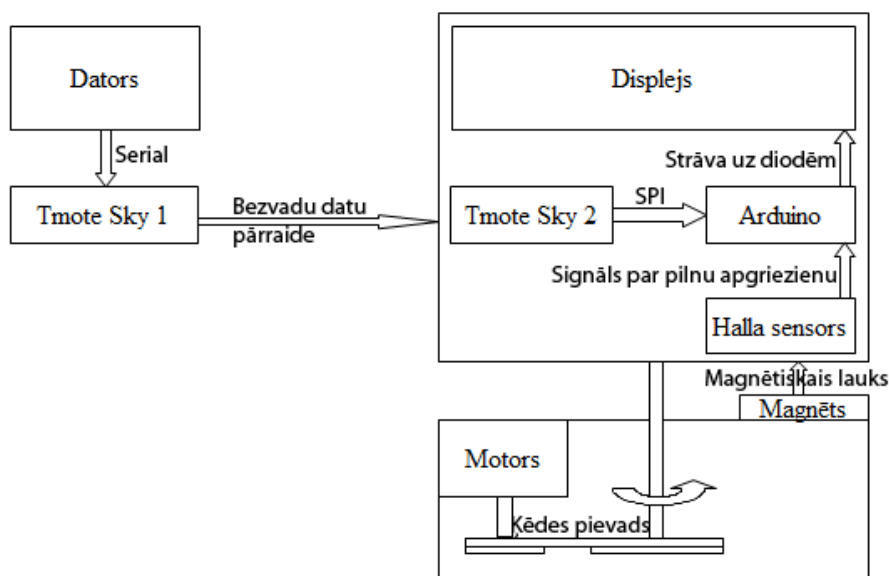 Dators
Displejs
Serial
Strāva uz diodēm
Tmote Sky 1
Bezvadu datu
pārraide
Tmote Sky 2
SPI
Arduino
Signāls par pilnu apgriezienu
Halla sensors
Magnētiskais lauks
Magnēts
Motors
Ķēdes pievads